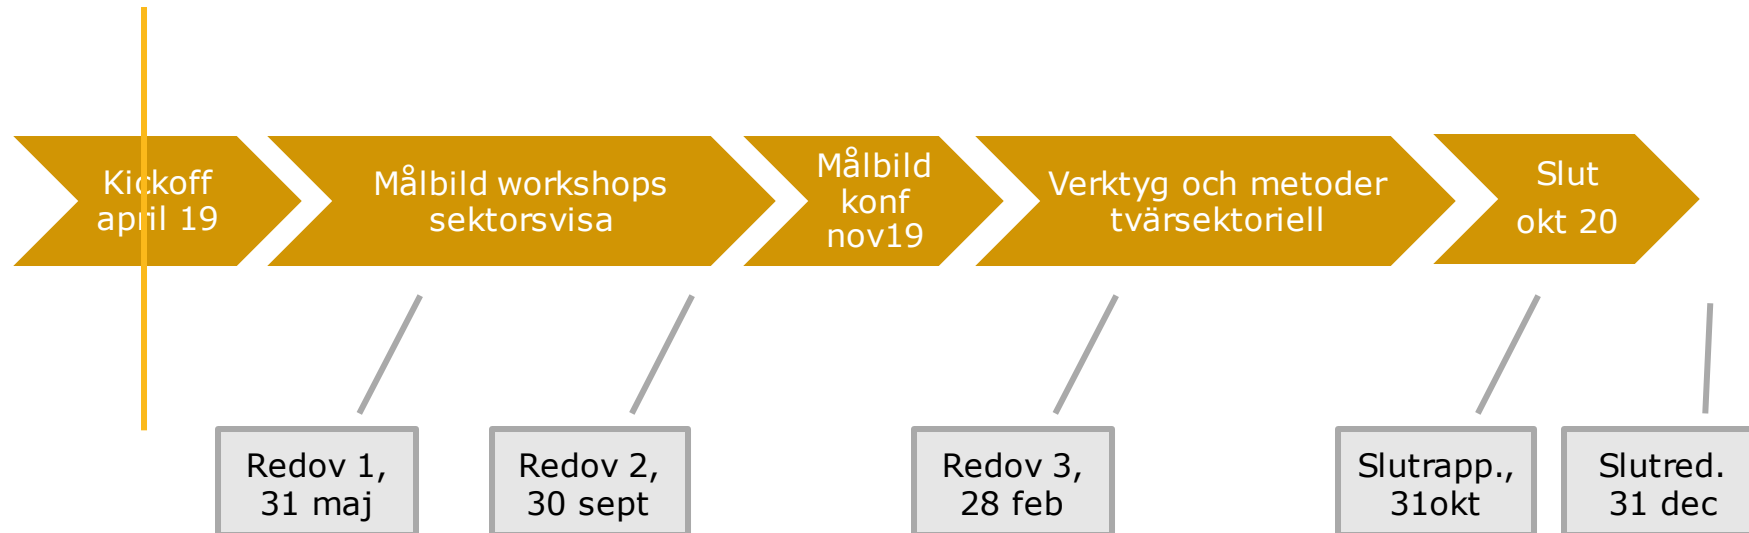 Kickoff
april 19
Målbild workshops
sektorsvisa
Målbild
konf
nov19
Verktyg och metoder
tvärsektoriell
Slut
okt 20
Redov 1,
31 maj
Redov 2,
30 sept
Redov 3,
28 feb
Slutrapp.,
31okt
Slutred.
31 dec